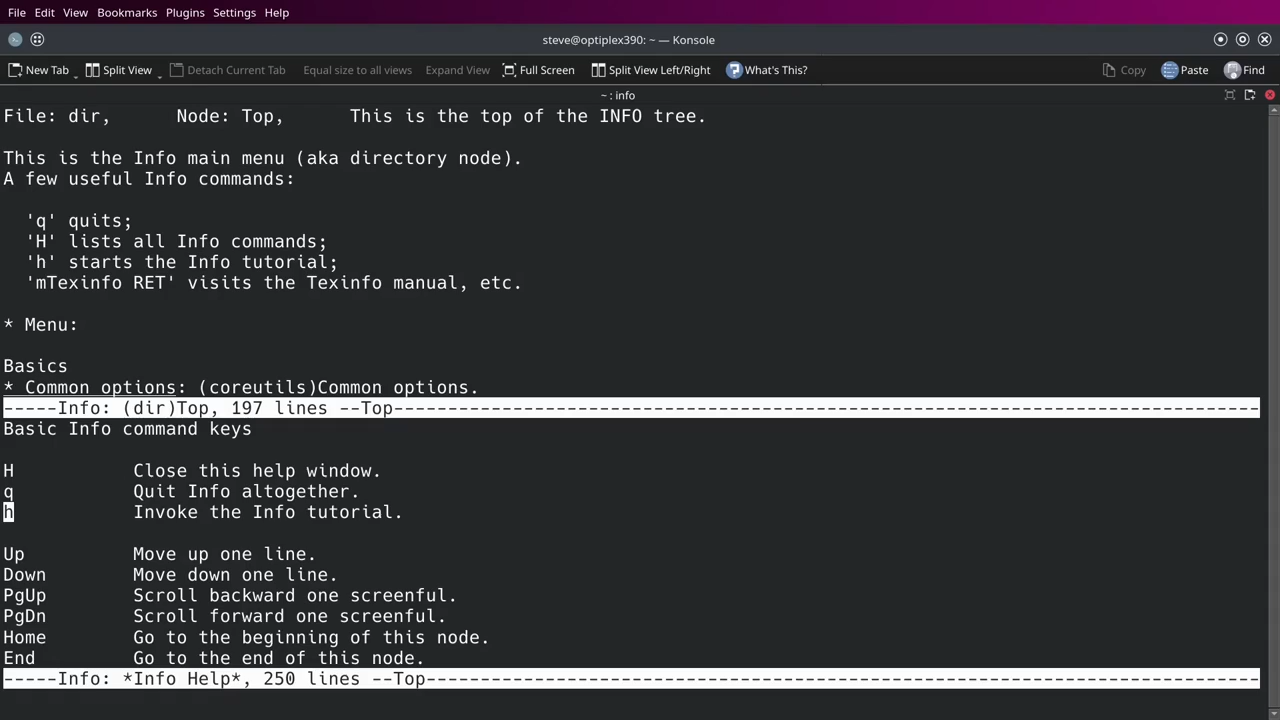 File Edit View Bookmarks Plugins Settings Help
steve@optiplex390: ~ — Konsole
New Tab Split View Detach Current Tab Equal size to all views Expand View Full Screen Split View Left/Right What's This? Copy Paste Find
~ : info
File: dir,      Node: Top,      This is the top of the INFO tree.
This is the Info main menu (aka directory node).
A few useful Info commands:
'q' quits;
'H' lists all Info commands;
'h' starts the Info tutorial;
'mTexinfo RET' visits the Texinfo manual, etc.
* Menu:
Basics
* Common options: (coreutils)Common options.
-----Info: (dir)Top, 197 lines --Top--------------------------------------------------------------------------------
Basic Info command keys
H           Close this help window.
q           Quit Info altogether.
h           Invoke the Info tutorial.
Up          Move up one line.
Down        Move down one line.
PgUp        Scroll backward one screenful.
PgDn        Scroll forward one screenful.
Home        Go to the beginning of this node.
End         Go to the end of this node.
-----Info: *Info Help*, 250 lines --Top-----------------------------------------------------------------------------